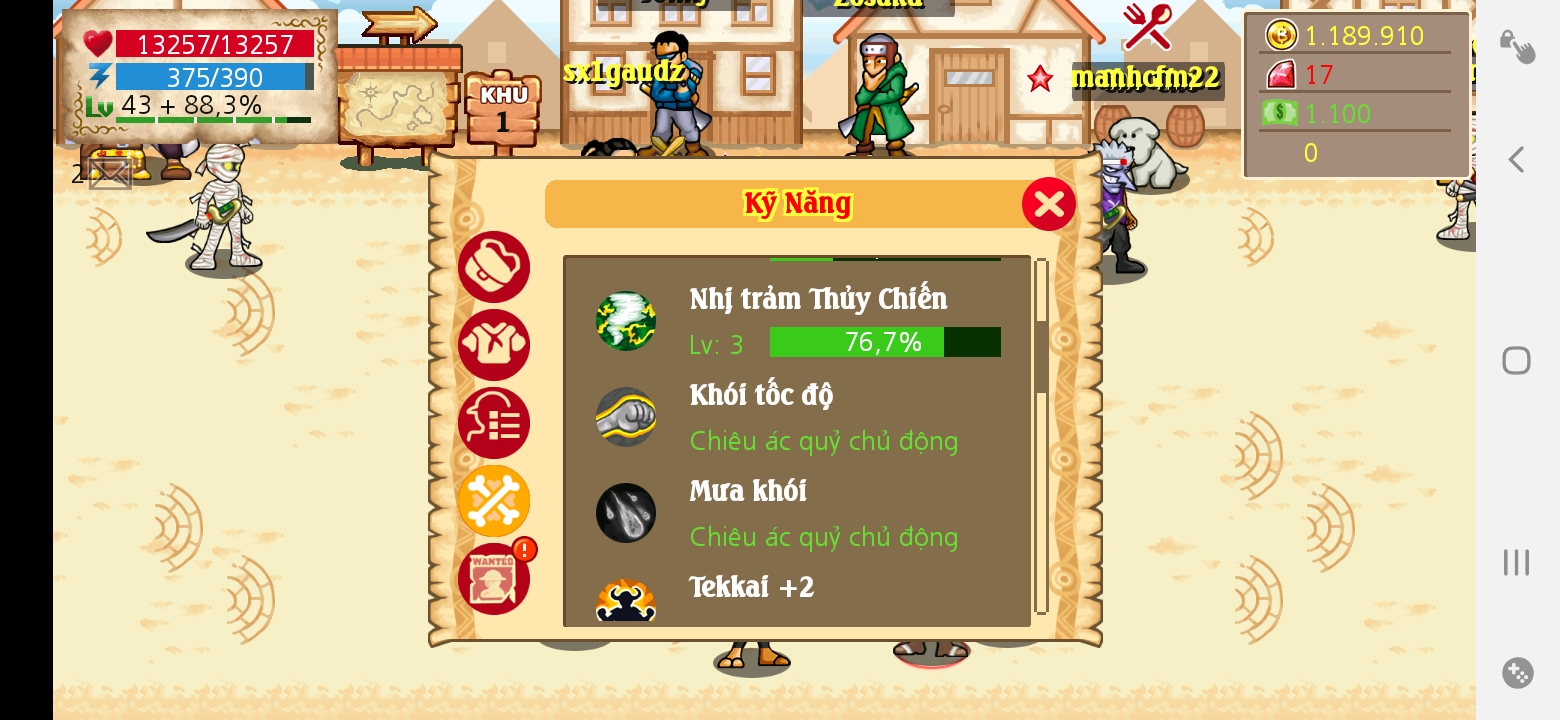 13257/13257
375/390
Lv 43 + 88,3%
KHU
1
sx1gaudz
manhcfm22
1.189.910
17
1.100
0
2
Kỹ Năng
Nhị trảm Thủy Chiến
Lv: 3 76,7%
Khói tốc độ
Chiêu ác quỷ chủ động
Mưa khói
Chiêu ác quỷ chủ động
Tekkai +2
WANTED